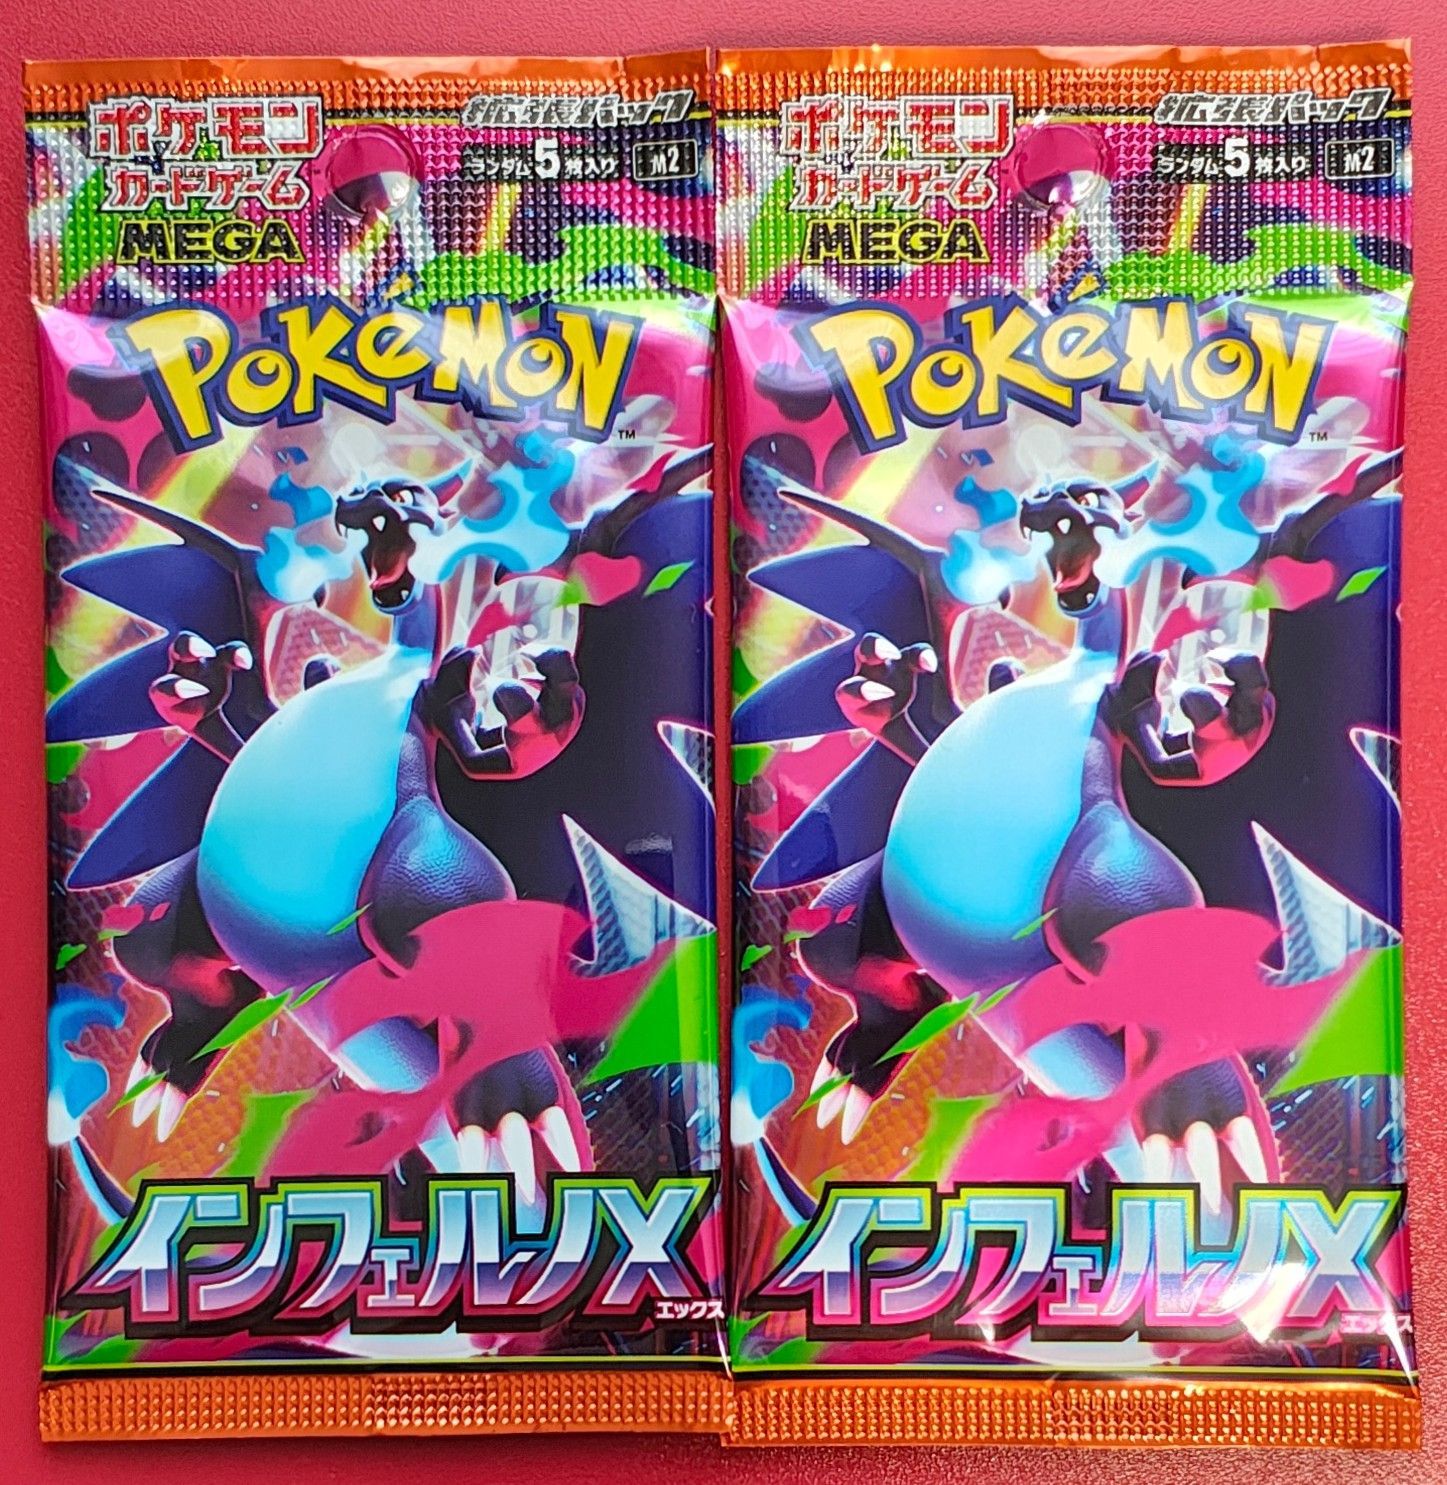 ポケモン
カードゲーム
MEGA
拡張パック
ランダム5枚入り
M2
POKéMON
TM
インフェルノX
エックス
ポケモン
カードゲーム
MEGA
拡張パック
ランダム5枚入り
M2
POKéMON
TM
インフェルノX
エックス